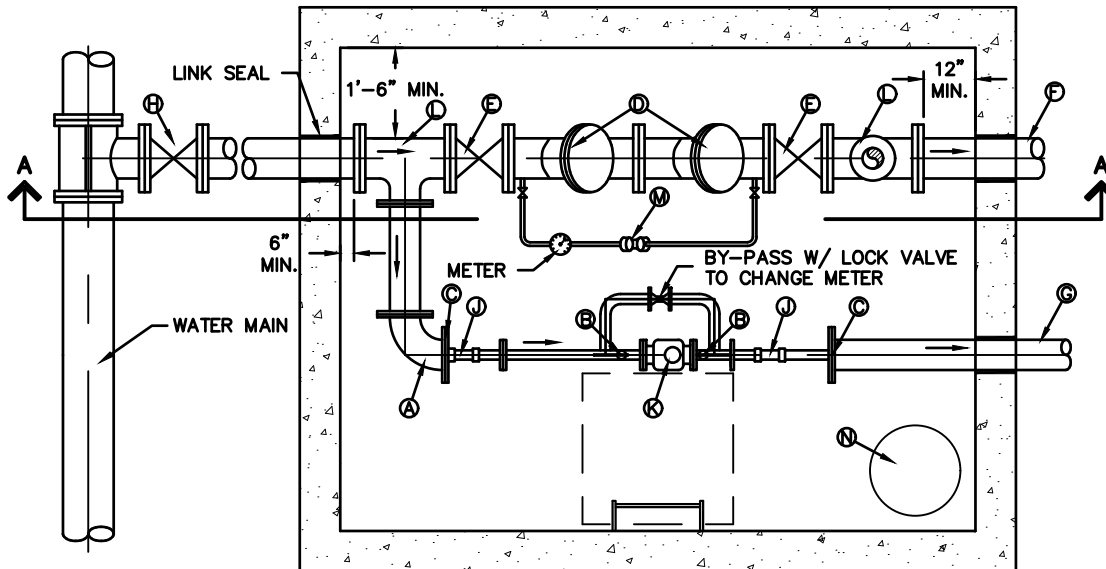 LINK SEAL
1'-6" MIN.
12"
MIN.
H
L
E
D
E
L
F
A
A
6"
MIN.
M
METER
BY-PASS W/ LOCK VALVE
TO CHANGE METER
WATER MAIN
C
J
B
B
J
C
G
A
K
N